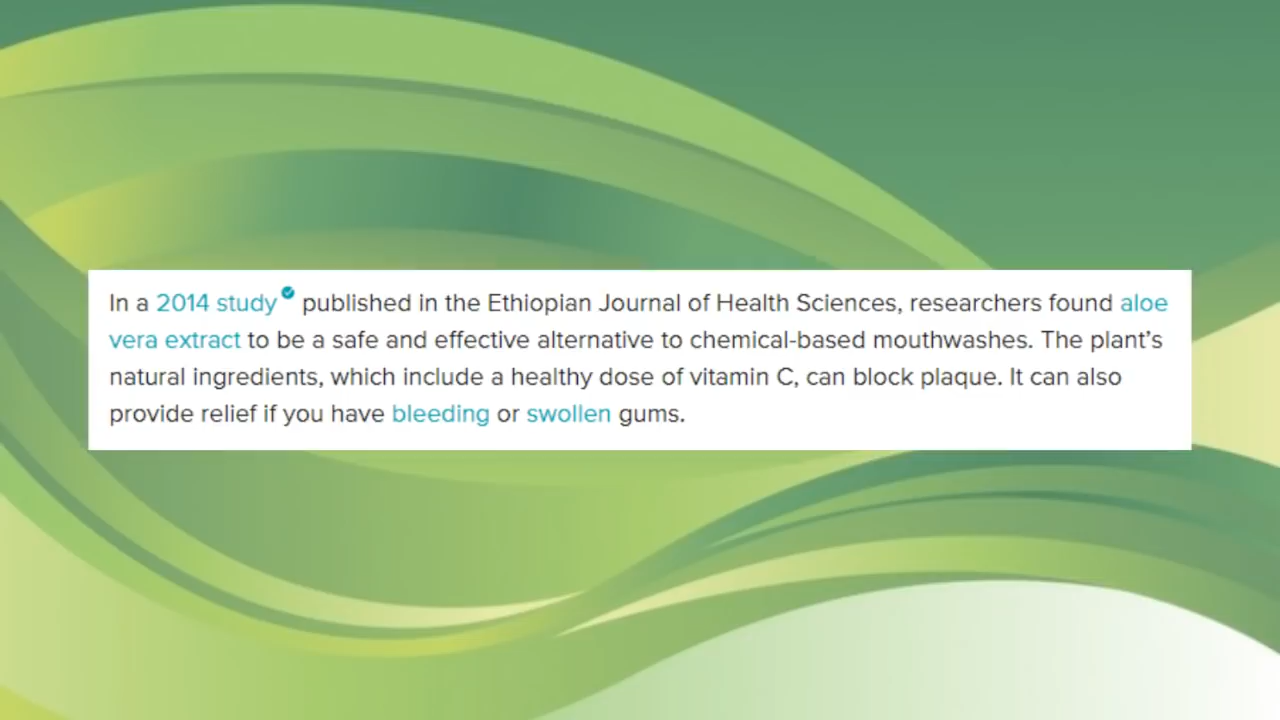 In a 2014 study published in the Ethiopian Journal of Health Sciences, researchers found aloe
vera extract to be a safe and effective alternative to chemical-based mouthwashes. The plant’s
natural ingredients, which include a healthy dose of vitamin C, can block plaque. It can also
provide relief if you have bleeding or swollen gums.